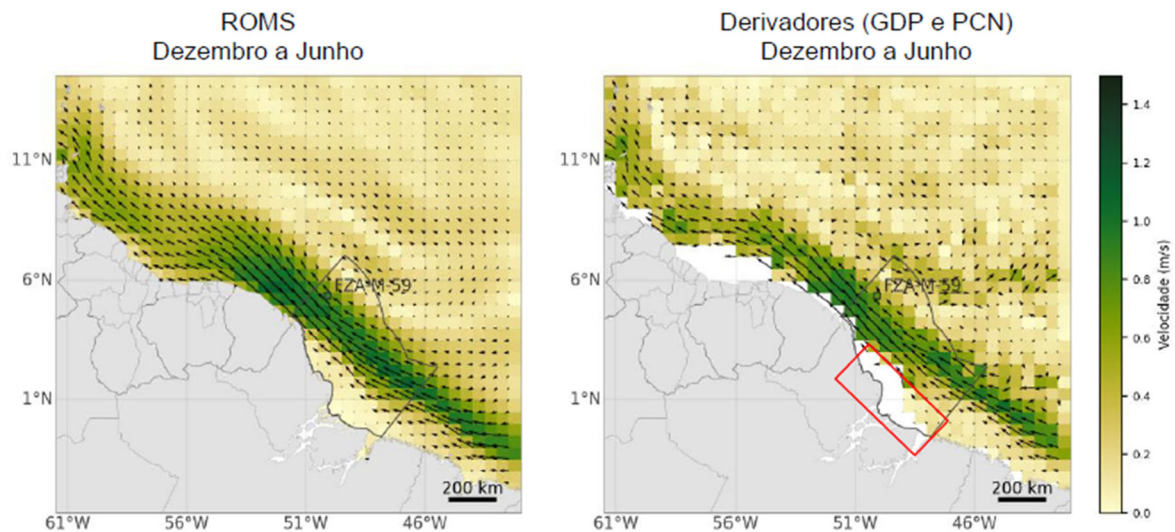 ROMS
Dezembro a Junho
Derivadores (GDP e PCN)
Dezembro a Junho
11°N
6°N
1°N
61°W
56°W
51°W
46°W
FZA-M-59
200 km
11°N
6°N
1°N
61°W
56°W
51°W
46°W
FZA-M-59
200 km
1.4
1.2
1.0
0.8
0.6
0.4
0.2
0.0
Velocidade (m/s)